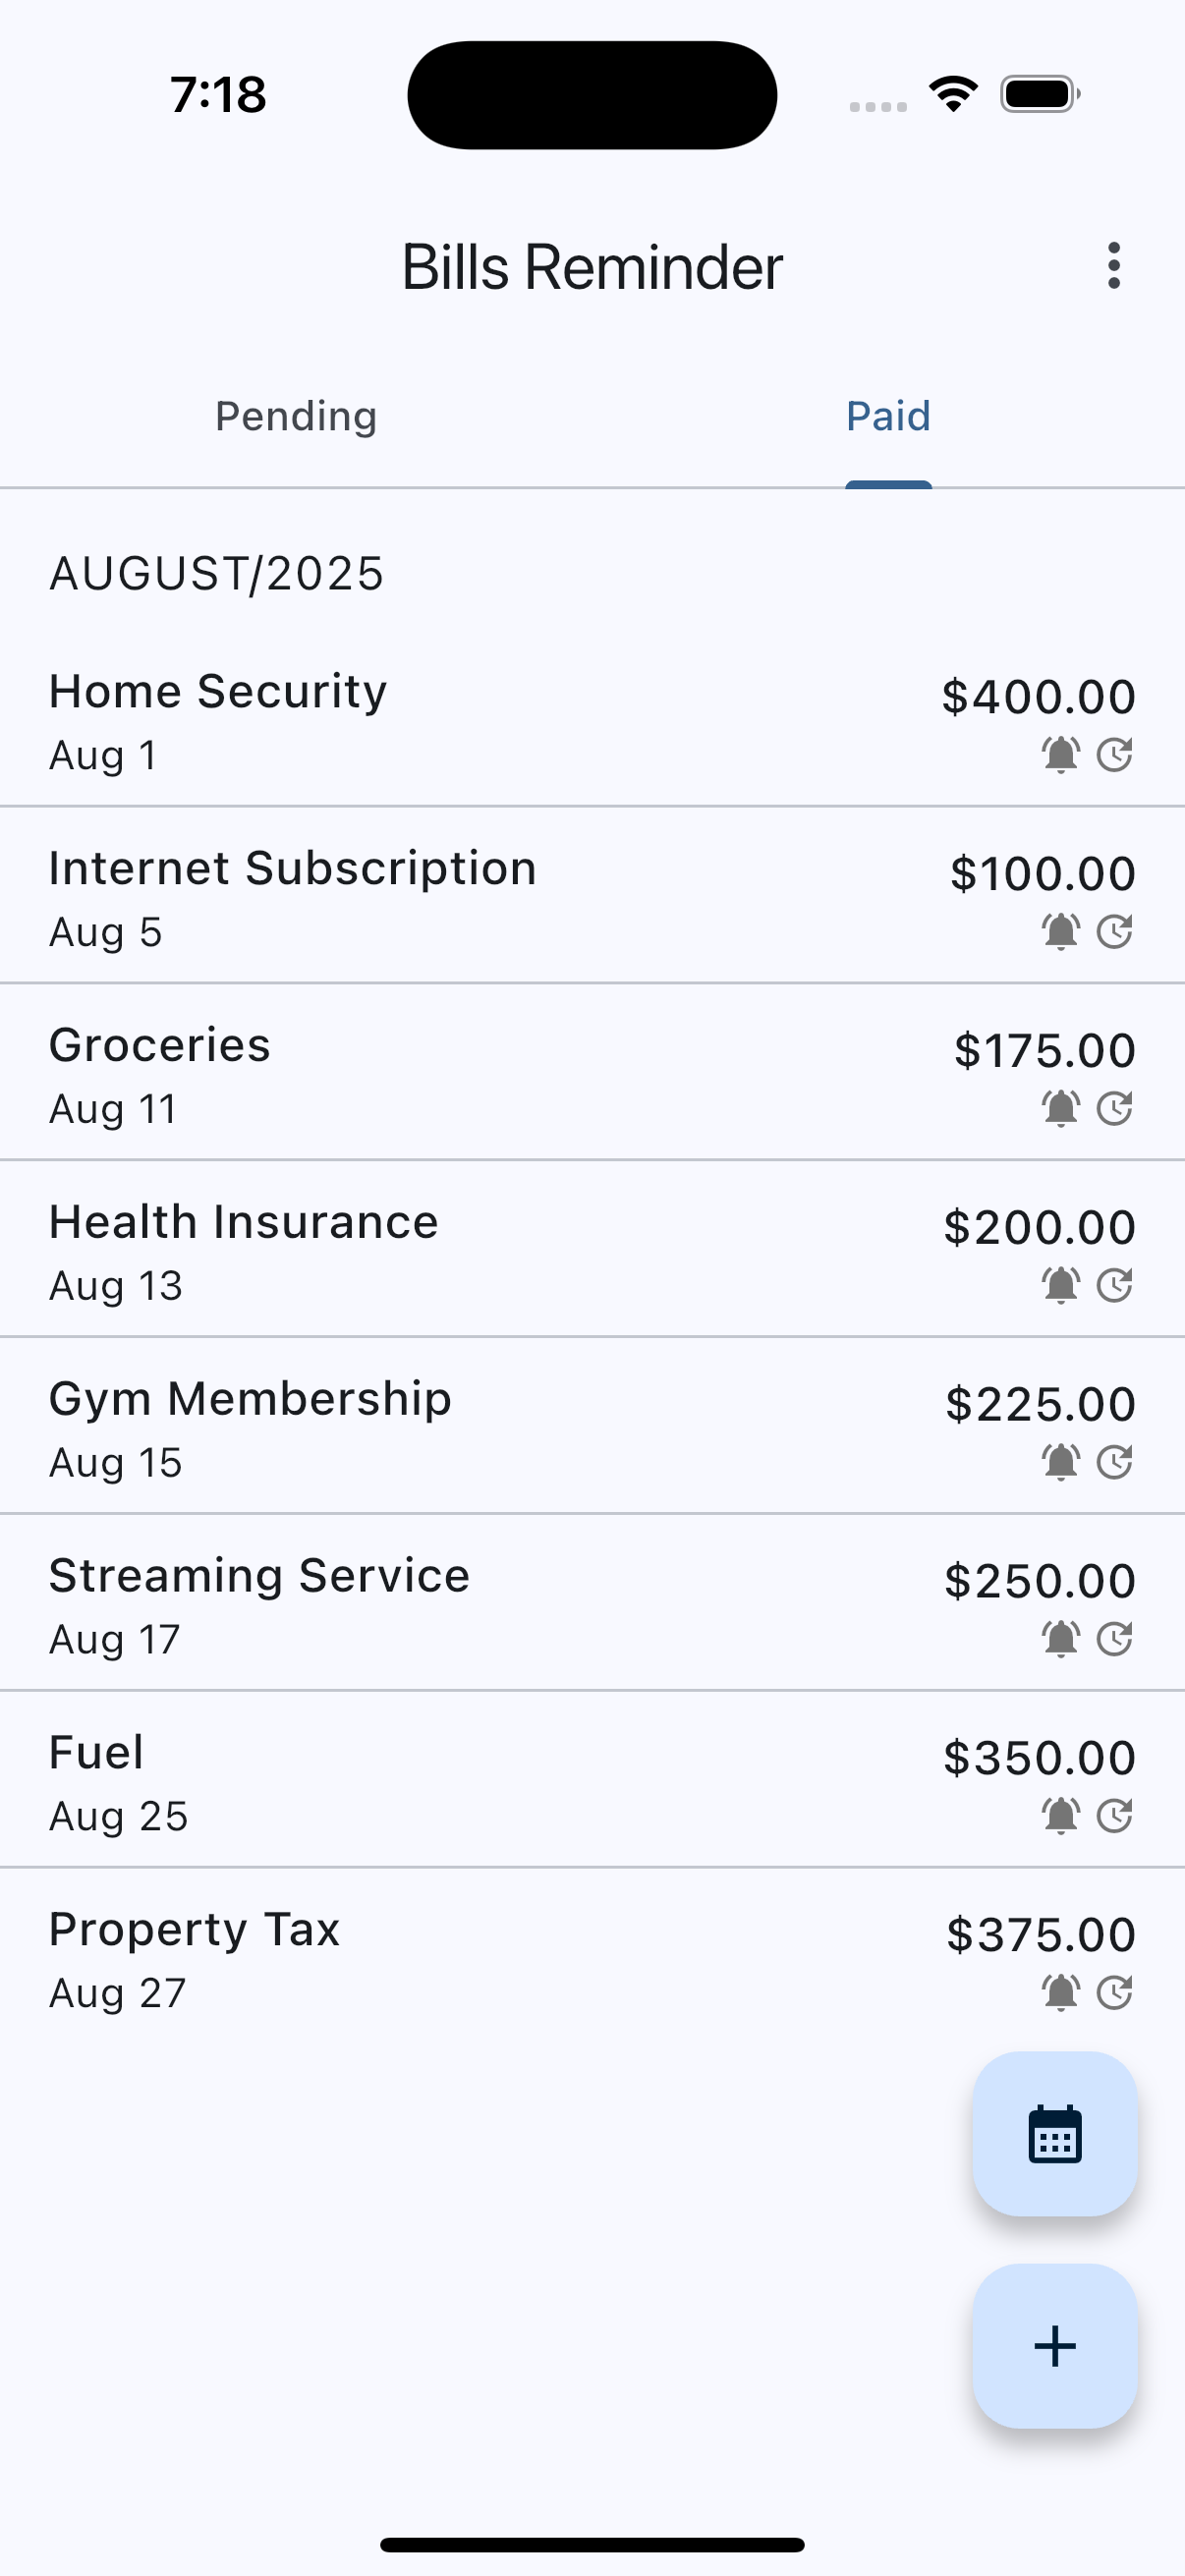 7:18
Bills Reminder
Pending Paid
AUGUST/2025
Home Security $400.00
Aug 1
Internet Subscription $100.00
Aug 5
Groceries $175.00
Aug 11
Health Insurance $200.00
Aug 13
Gym Membership $225.00
Aug 15
Streaming Service $250.00
Aug 17
Fuel $350.00
Aug 25
Property Tax $375.00
Aug 27